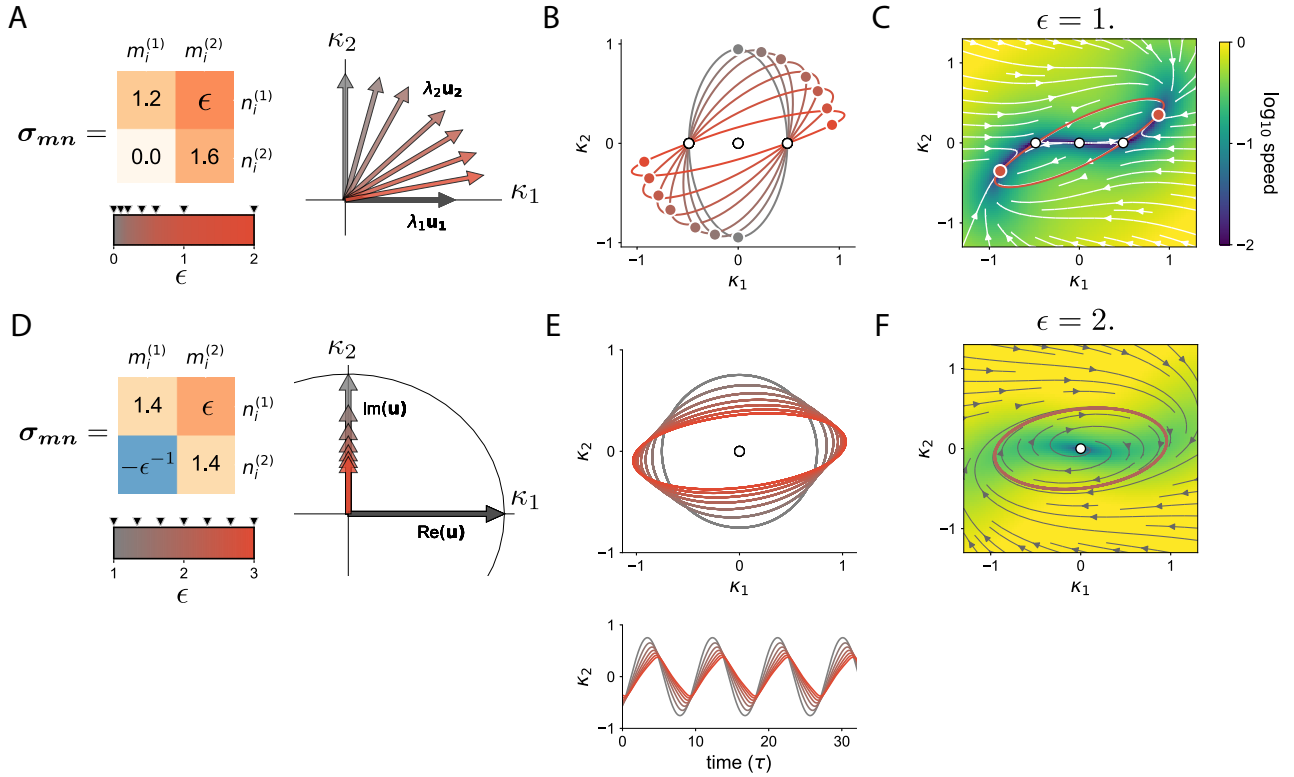 A
m_i^(1) m_i^(2)
σ_mn =
1.2 ϵ n_i^(1)
0.0 1.6 n_i^(2)
0 1 2
ϵ
κ₂
λ₂u₂
κ₁
λ₁u₁
B
1
κ₂
0
−1
−1 0 1
κ₁
C
ϵ = 1.
1
κ₂
0
−1
−1 0 1
κ₁
0
−1
−2
log₁₀ speed
D
m_i^(1) m_i^(2)
σ_mn =
1.4 ϵ n_i^(1)
−ϵ⁻¹ 1.4 n_i^(2)
1 2 3
ϵ
κ₂
Im(u)
κ₁
Re(u)
E
1
κ₂
0
−1
−1 0 1
κ₁
1
κ₂
0
−1
0 10 20 30
time (τ)
F
ϵ = 2.
1
κ₂
0
−1
−1 0 1
κ₁